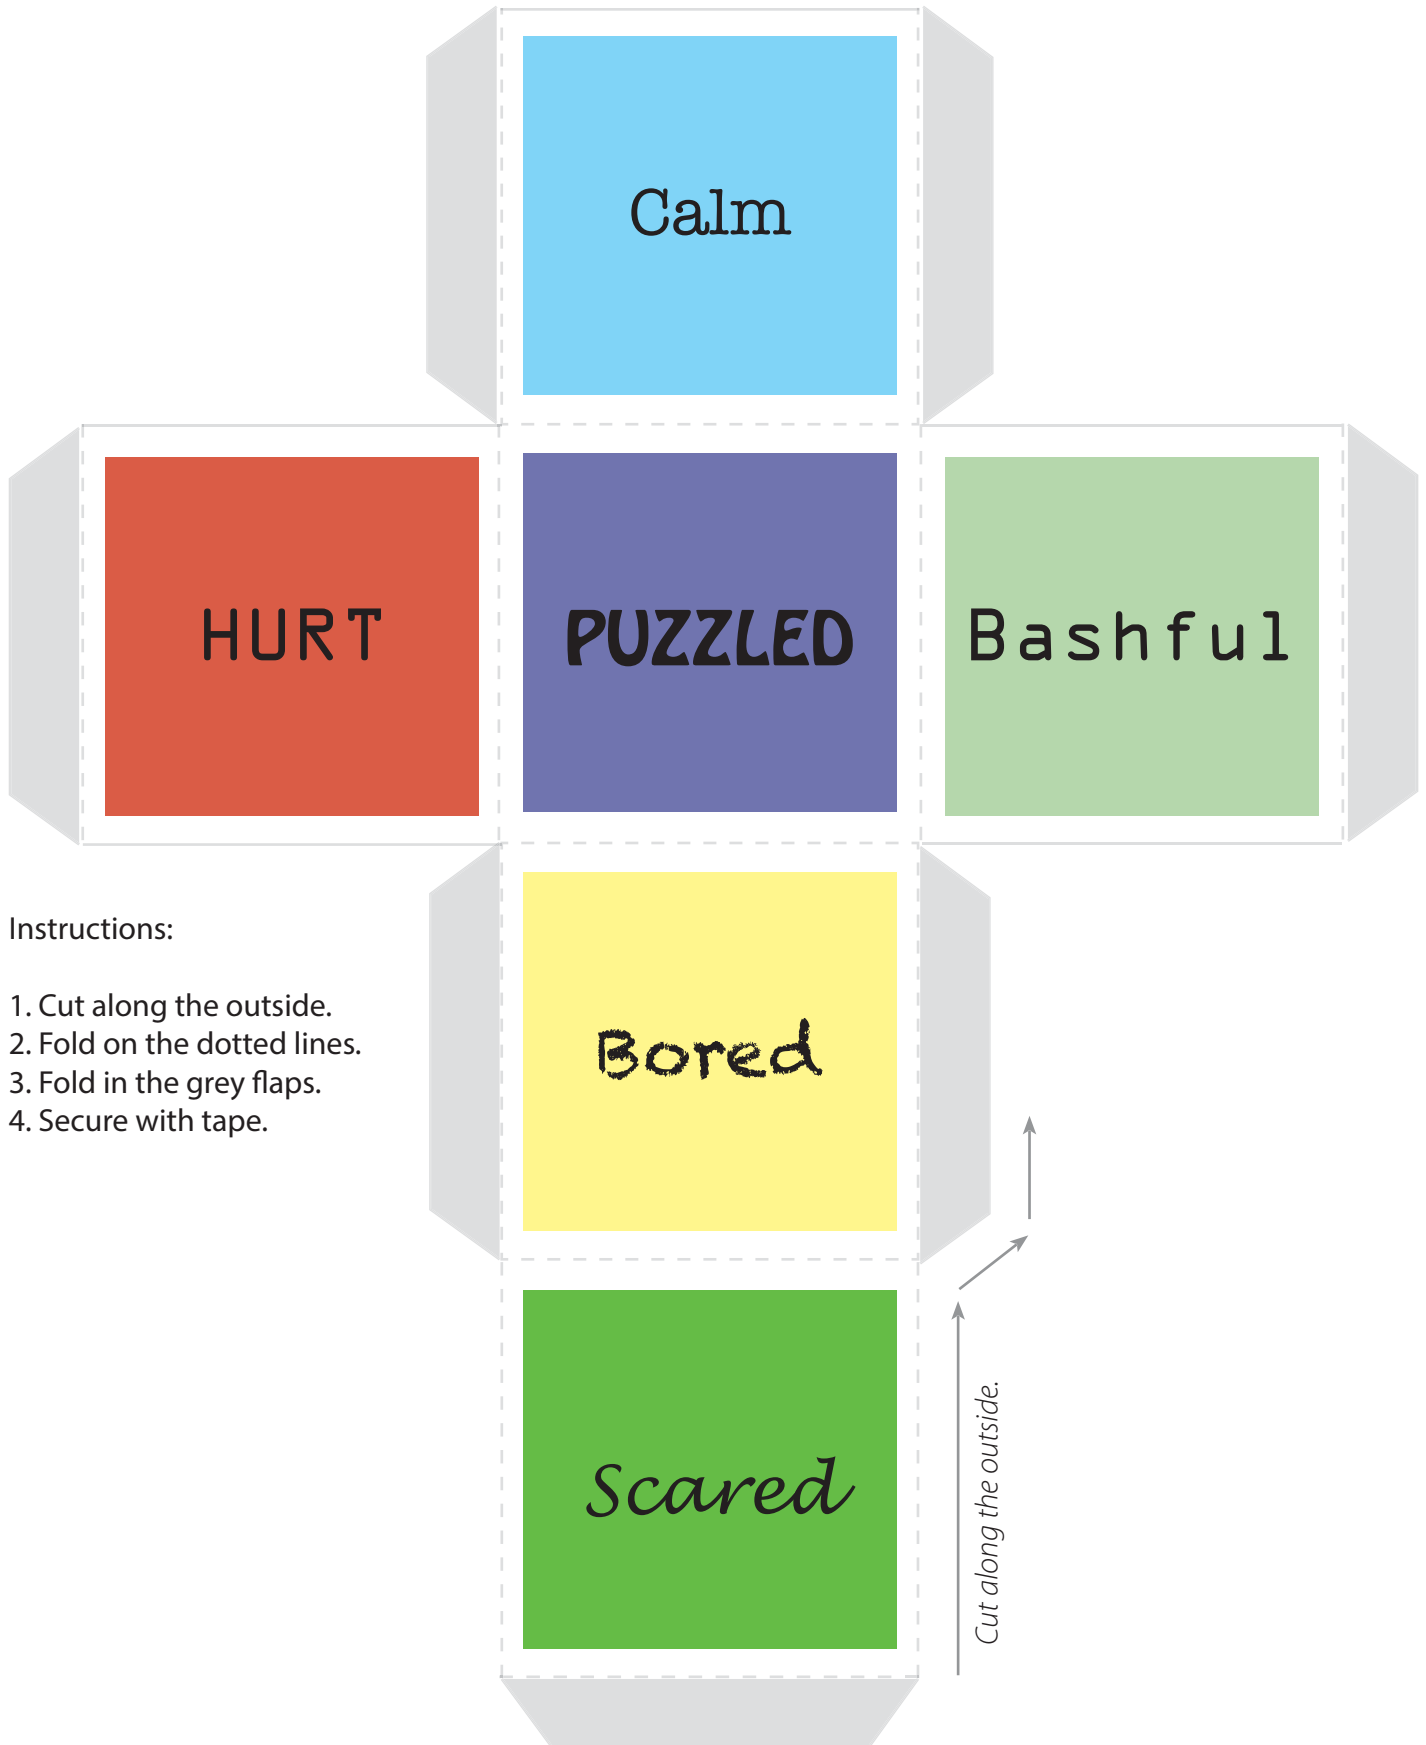 Calm
HURT
PUZZLED
Bashful
Instructions:
1. Cut along the outside.
2. Fold on the dotted lines.
3. Fold in the grey flaps.
4. Secure with tape.
Bored
Scared
Cut along the outside.